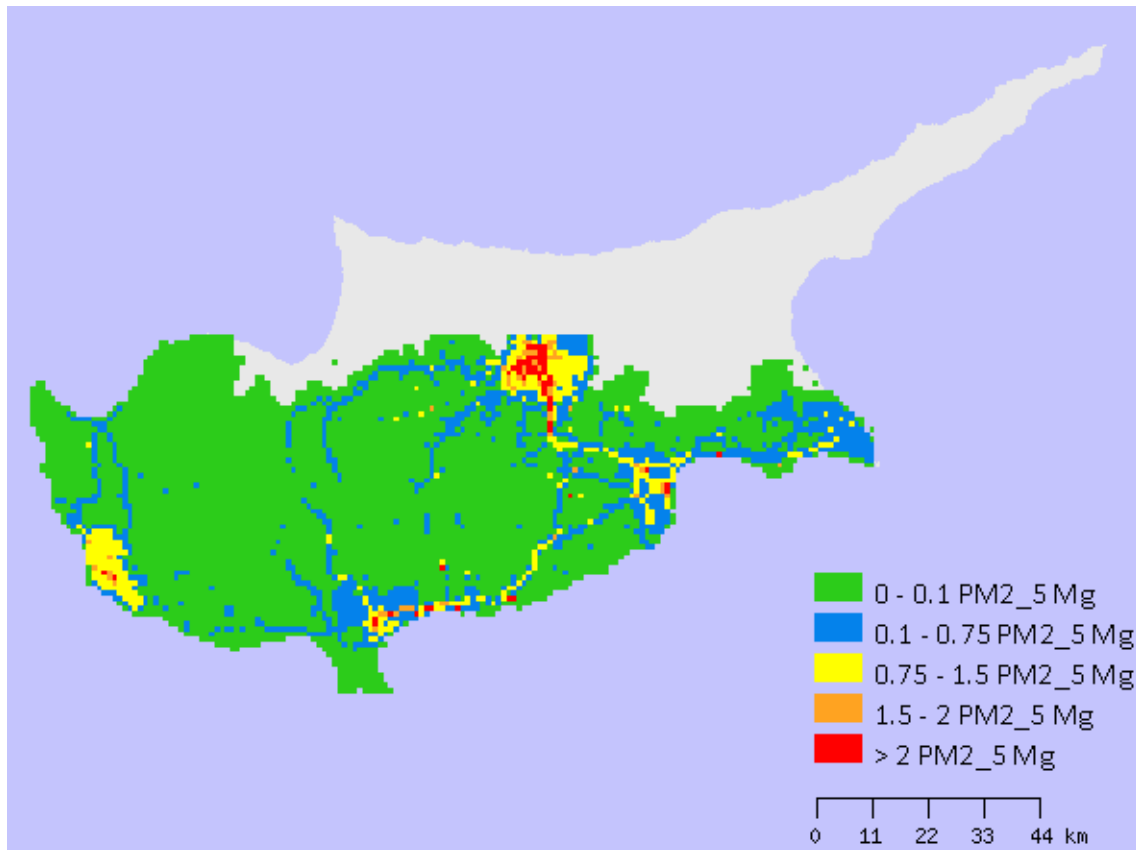 0 - 0.1 PM2_5 Mg
0.1 - 0.75 PM2_5 Mg
0.75 - 1.5 PM2_5 Mg
1.5 - 2 PM2_5 Mg
> 2 PM2_5 Mg
0 11 22 33 44 km